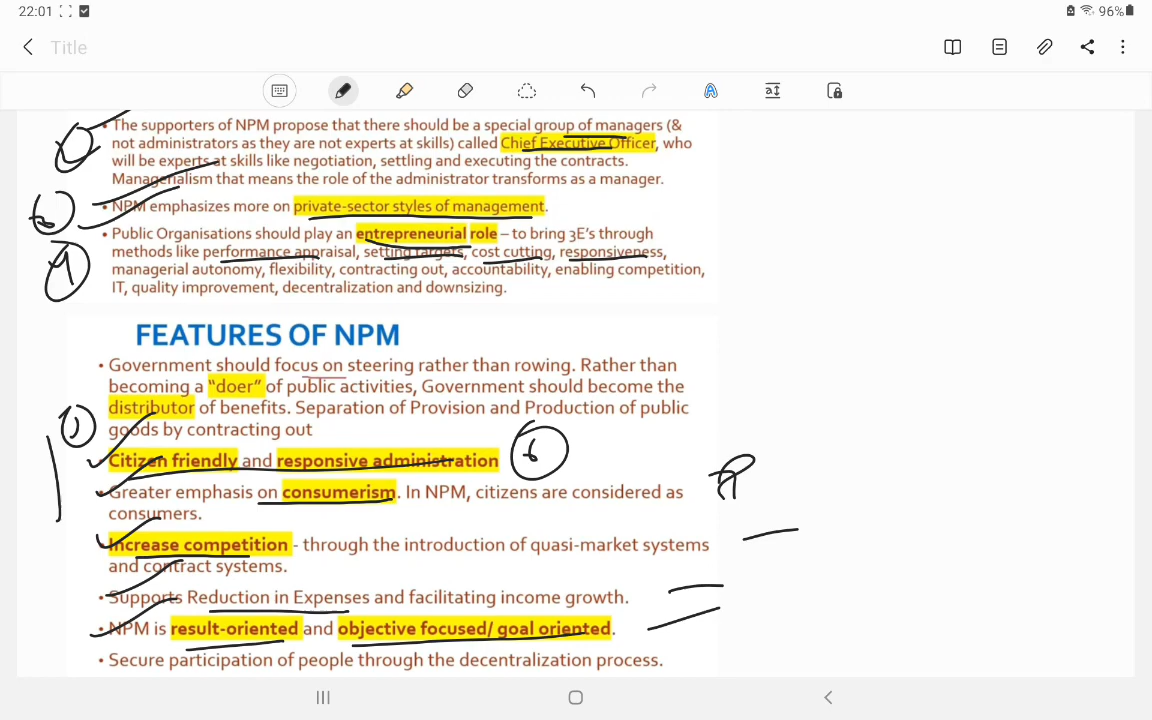 22:01 96%
Title
• The supporters of NPM propose that there should be a special group of managers (&
not administrators as they are not experts at skills) called Chief Executive Officer, who
will be experts at skills like negotiation, settling and executing the contracts.
Managerialism that means the role of the administrator transforms as a manager.
• NPM emphasizes more on private-sector styles of management.
• Public Organisations should play an entrepreneurial role – to bring 3E's through
methods like performance appraisal, setting targets, cost cutting, responsiveness,
managerial autonomy, flexibility, contracting out, accountability, enabling competition,
IT, quality improvement, decentralization and downsizing.
FEATURES OF NPM
• Government should focus on steering rather than rowing. Rather than
becoming a "doer" of public activities, Government should become the
distributor of benefits. Separation of Provision and Production of public
goods by contracting out
1
• Citizen friendly and responsive administration 6
• Greater emphasis on consumerism. In NPM, citizens are considered as
consumers.
• Increase competition - through the introduction of quasi-market systems
and contract systems.
• Supports Reduction in Expenses and facilitating income growth.
• NPM is result-oriented and objective focused/ goal oriented.
• Secure participation of people through the decentralization process.